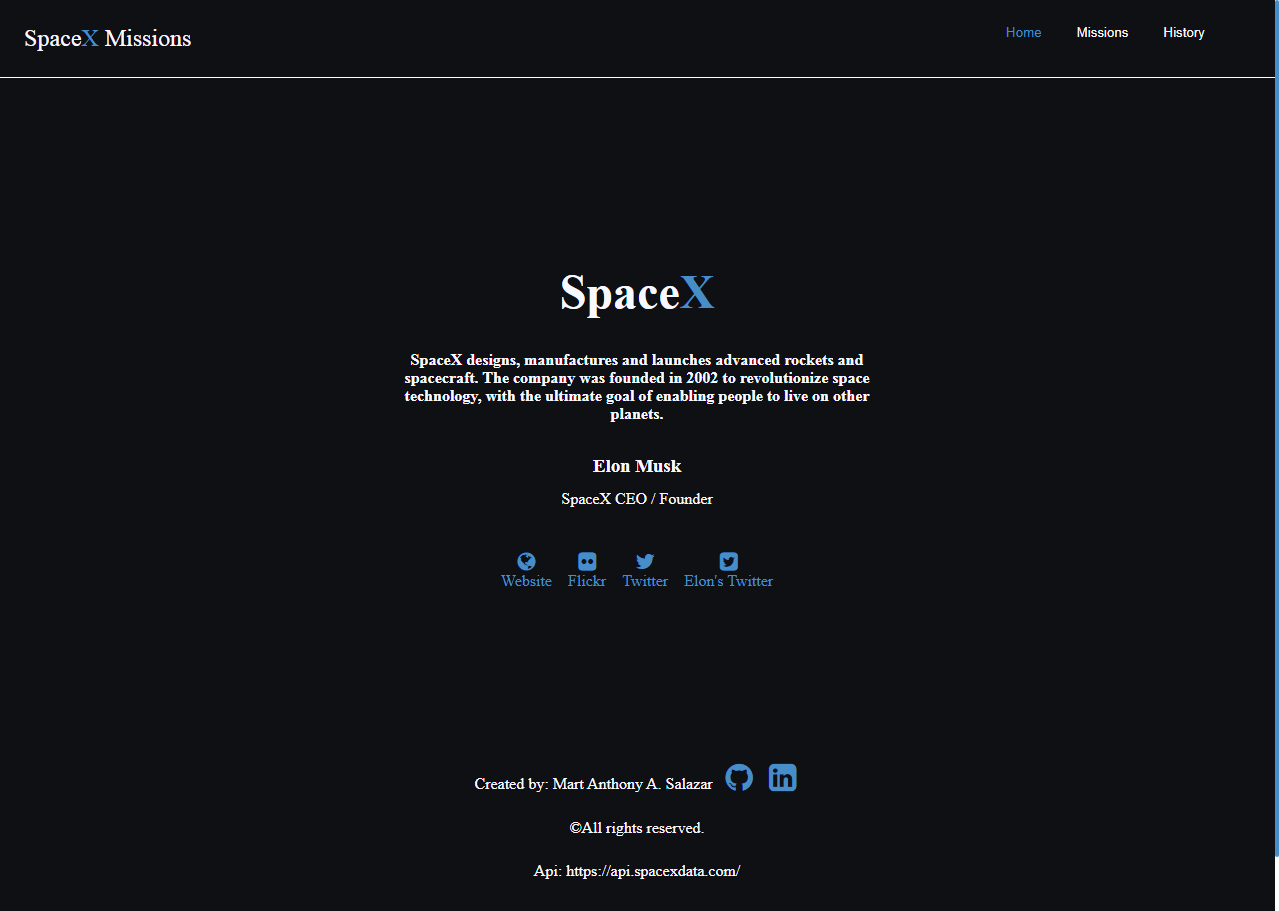 SpaceX Missions
Home Missions History
SpaceX
SpaceX designs, manufactures and launches advanced rockets and
spacecraft. The company was founded in 2002 to revolutionize space
technology, with the ultimate goal of enabling people to live on other
planets.
Elon Musk
SpaceX CEO / Founder
Website Flickr Twitter Elon's Twitter
Created by: Mart Anthony A. Salazar in
©All rights reserved.
Api: https://api.spacexdata.com/